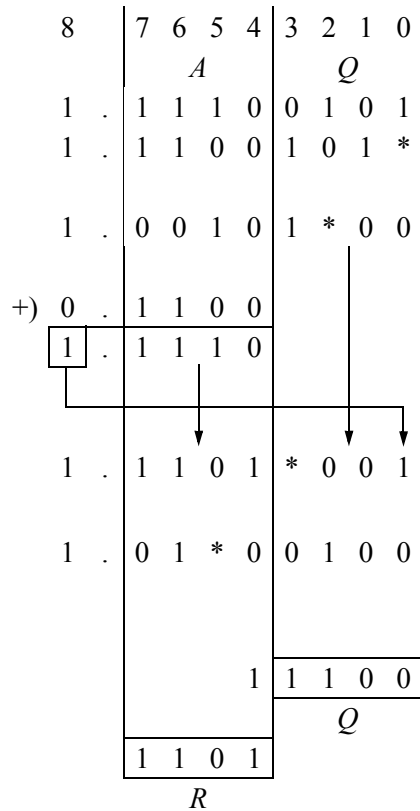 8 7 6 5 4 3 2 1 0
A Q
1 . 1 1 1 0 0 1 0 1
1 . 1 1 0 0 1 0 1 *
1 . 0 0 1 0 1 * 0 0
+) 0 . 1 1 0 0
1 . 1 1 1 0
1 . 1 1 0 1 * 0 0 1
1 . 0 1 * 0 0 1 0 0
1 1 1 0 0
Q
1 1 0 1
R